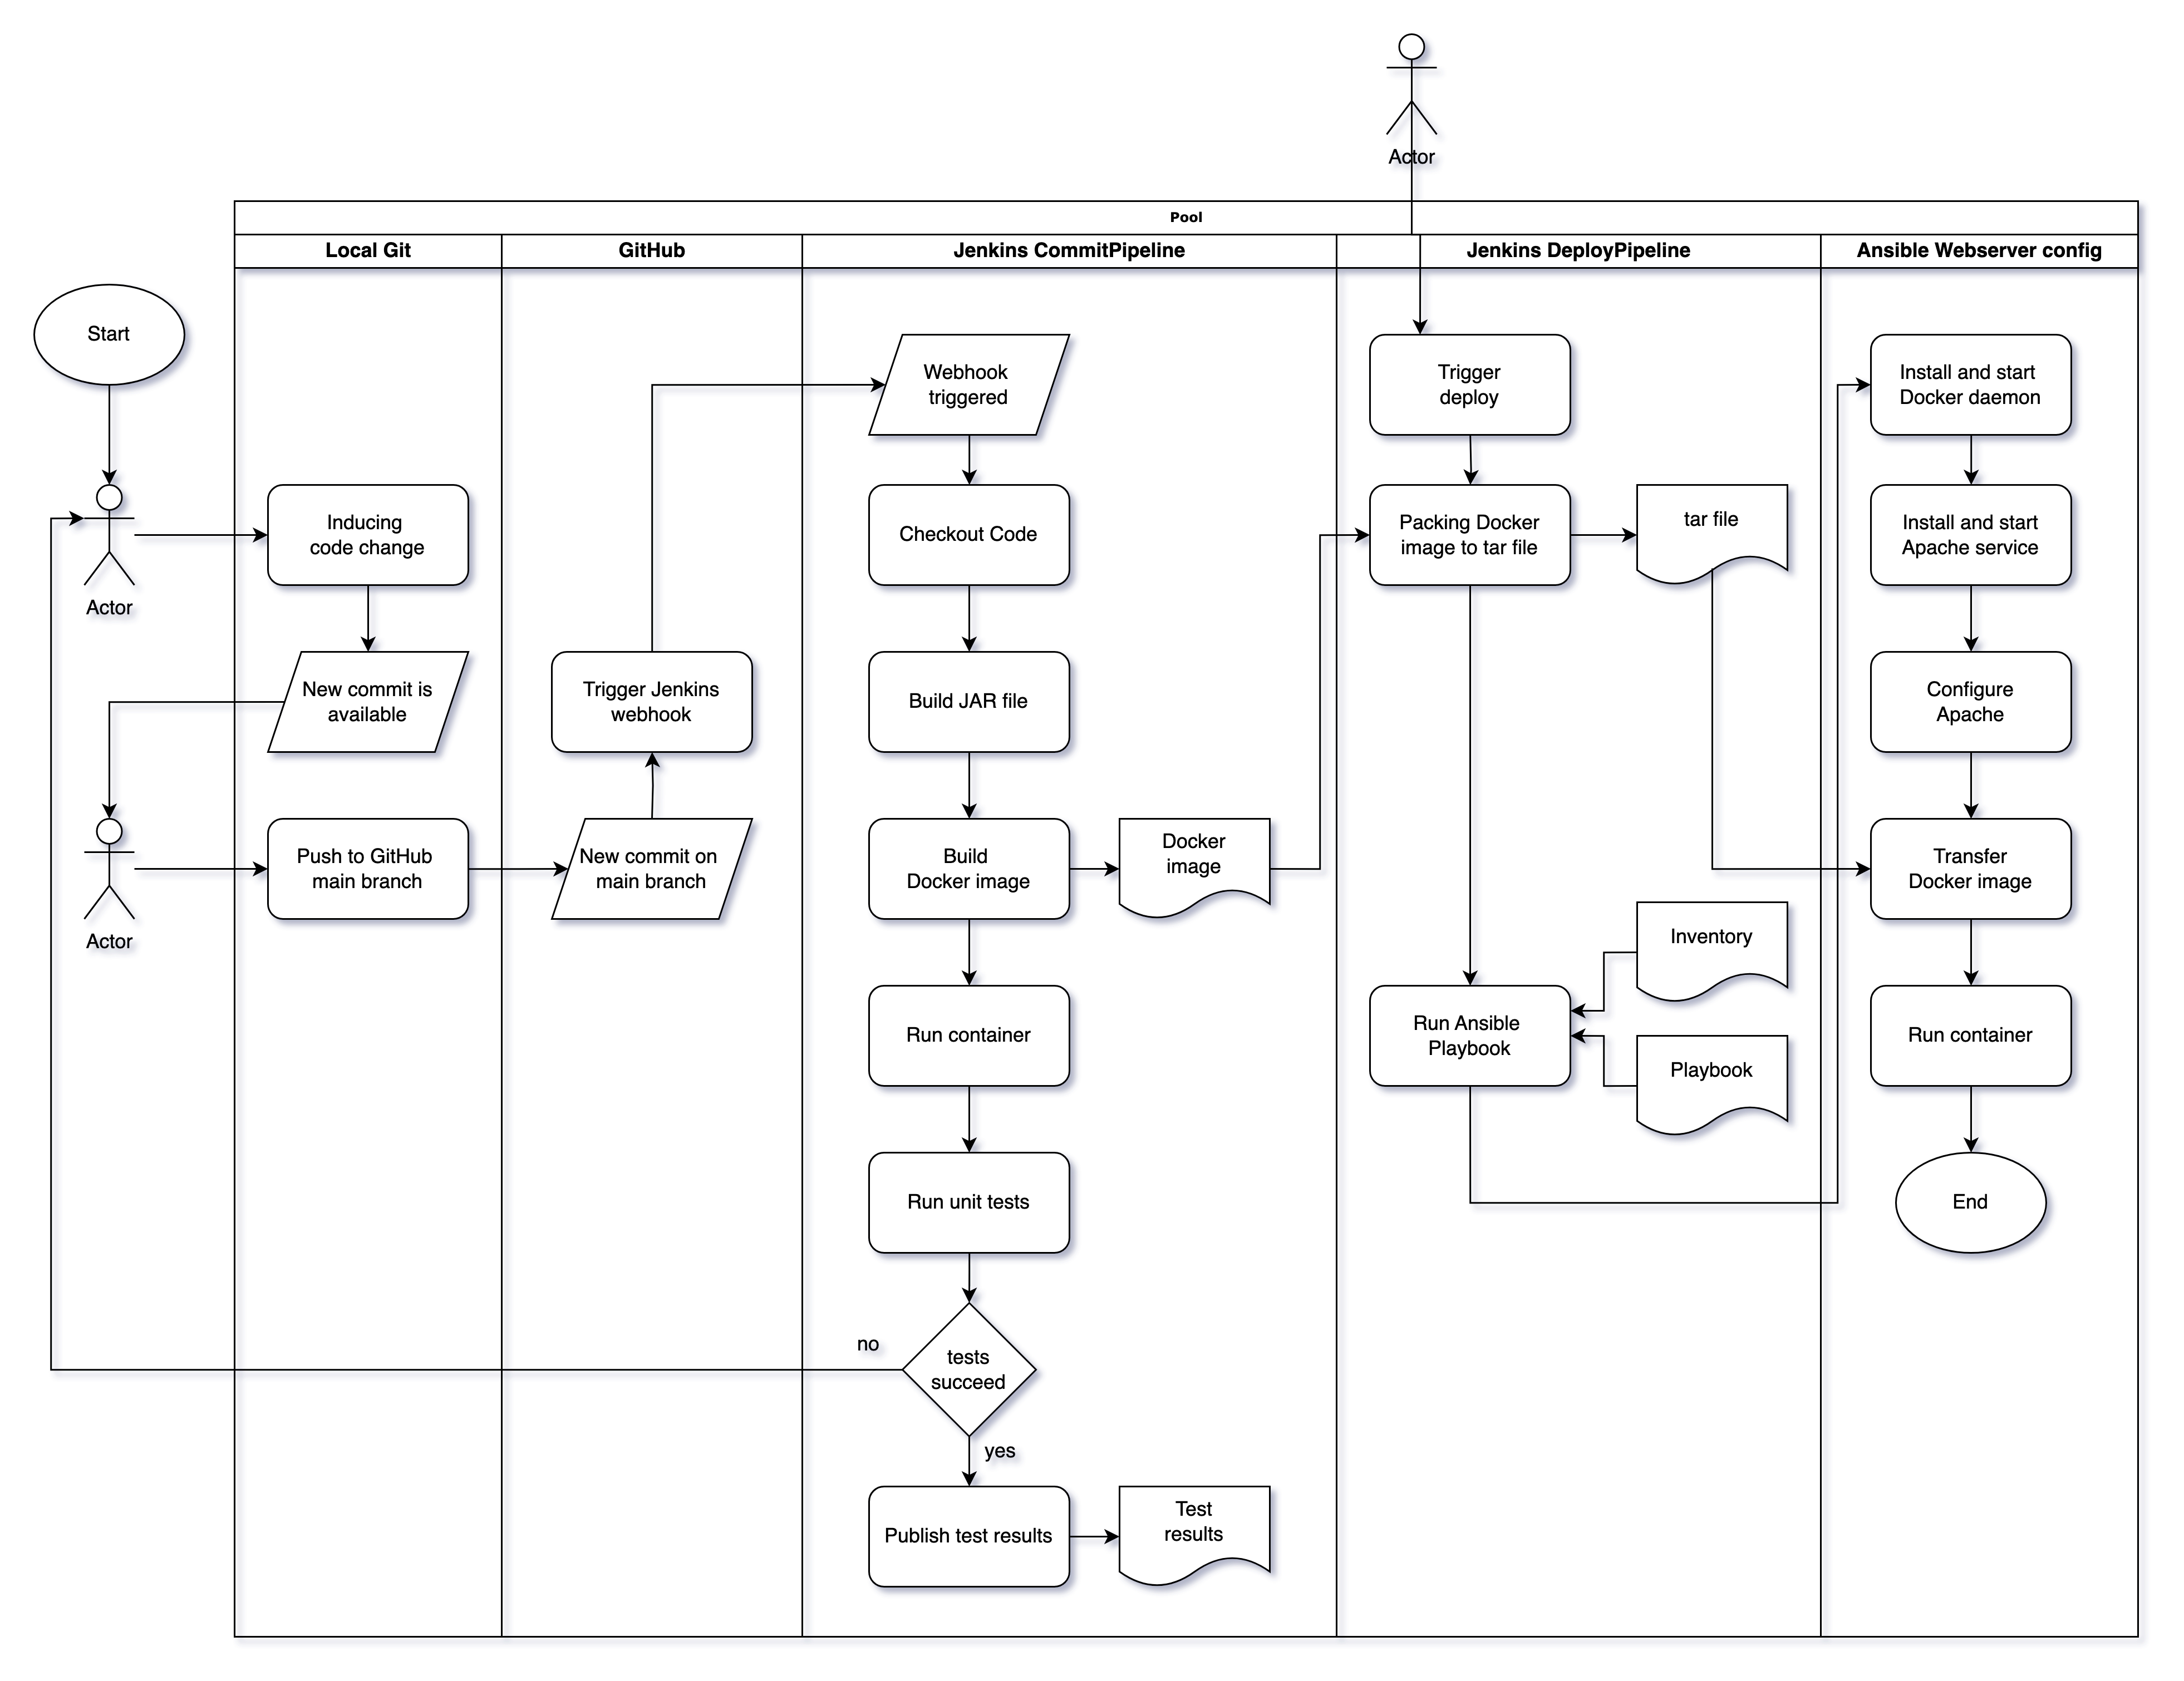 Actor
Pool
Local Git
GitHub
Jenkins CommitPipeline
Jenkins DeployPipeline
Ansible Webserver config
Start
Actor
Actor
Inducing
code change
New commit is
available
Push to GitHub
main branch
Trigger Jenkins
webhook
New commit on
main branch
Webhook
triggered
Checkout Code
Build JAR file
Build
Docker image
Docker
image
Run container
Run unit tests
no
tests
succeed
yes
Publish test results
Test
results
Trigger
deploy
Packing Docker
image to tar file
tar file
Inventory
Run Ansible
Playbook
Playbook
Install and start
Docker daemon
Install and start
Apache service
Configure
Apache
Transfer
Docker image
Run container
End